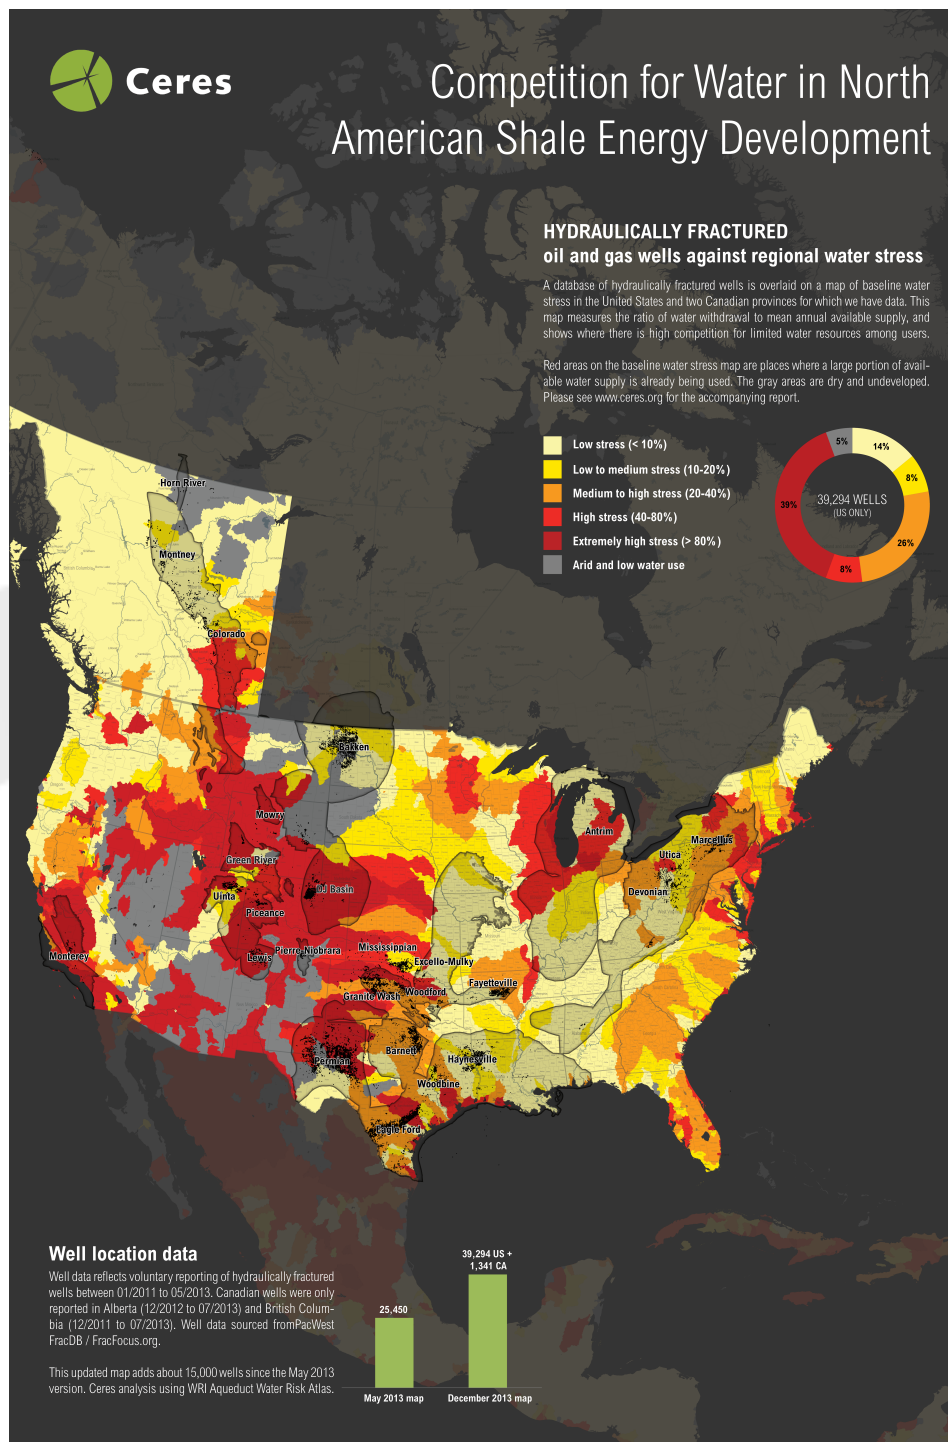 Ceres
Competition for Water in North
American Shale Energy Development
HYDRAULICALLY FRACTURED
oil and gas wells against regional water stress
A database of hydraulically fractured wells is overlaid on a map of baseline water
stress in the United States and two Canadian provinces for which we have data. This
map measures the ratio of water withdrawal to mean annual available supply, and
shows where there is high competition for limited water resources among users.
Red areas on the baseline water stress map are places where a large portion of avail-
able water supply is already being used. The gray areas are dry and undeveloped.
Please see www.ceres.org for the accompanying report.
Low stress (< 10%)
Low to medium stress (10-20%)
Medium to high stress (20-40%)
High stress (40-80%)
Extremely high stress (> 80%)
Arid and low water use
5%
14%
8%
39%
39,294 WELLS
(US ONLY)
26%
8%
Horn River
Montney
Colorado
Bakken
Mowry
Antrim
Marcellus
Utica
Green River
DJ Basin
Devonian
Uinta
Piceance
Monterey
Lewis
Pierre-Niobrara
Mississippian
Excello-Mulky
Fayetteville
Granite Wash
Woodford
Barnett
Permian
Haynesville
Woodbine
Eagle Ford
Well location data
Well data reflects voluntary reporting of hydraulically fractured
wells between 01/2011 to 05/2013. Canadian wells were only
reported in Alberta (12/2012 to 07/2013) and British Colum-
bia (12/2011 to 07/2013). Well data sourced fromPacWest
FracDB / FracFocus.org.
This updated map adds about 15,000 wells since the May 2013
version. Ceres analysis using WRI Aqueduct Water Risk Atlas.
39,294 US +
1,341 CA
25,450
May 2013 map
December 2013 map